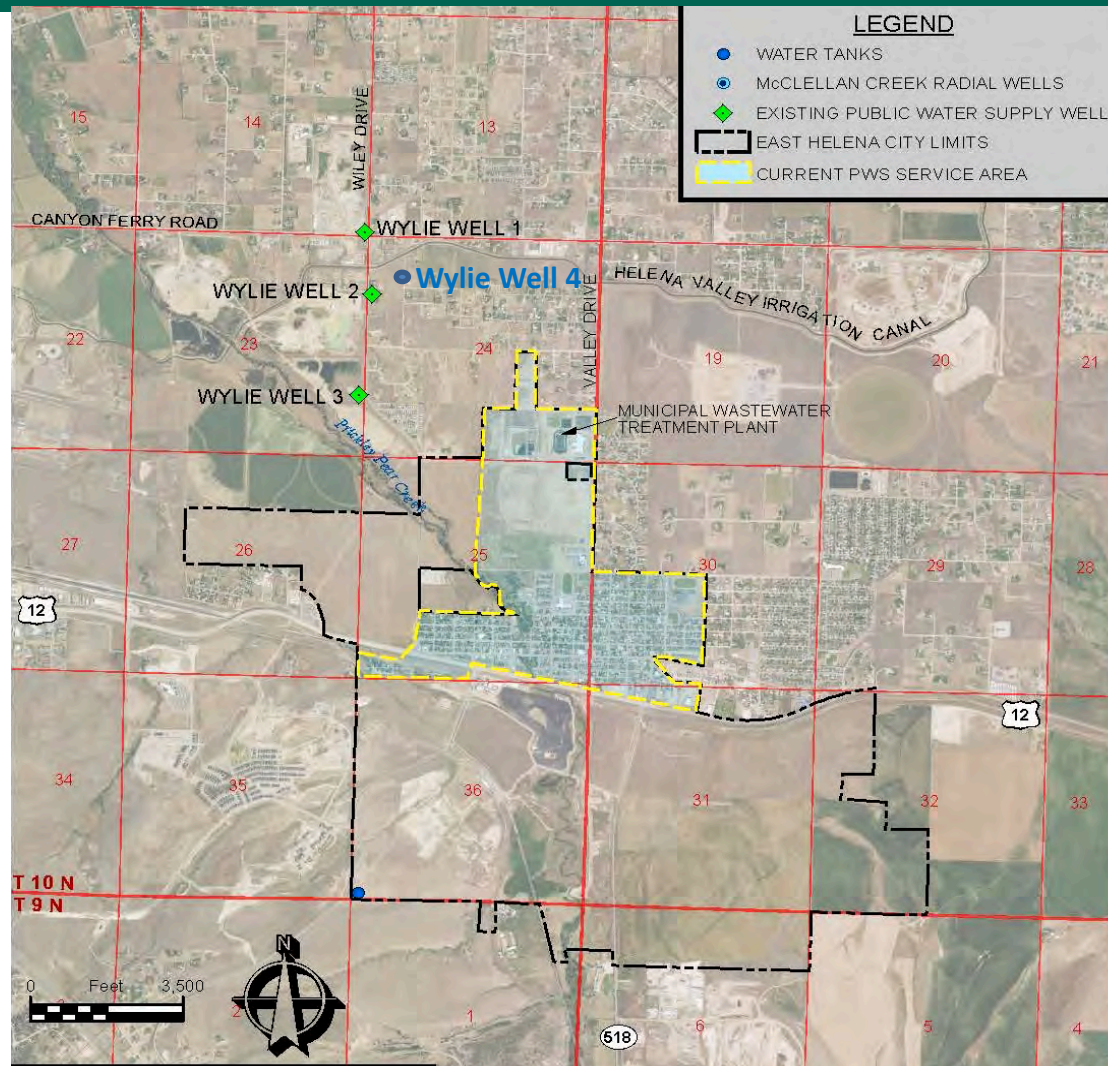 LEGEND
WATER TANKS
McCLELLAN CREEK RADIAL WELLS
EXISTING PUBLIC WATER SUPPLY WELL
EAST HELENA CITY LIMITS
CURRENT PWS SERVICE AREA
15
14
13
WILEY DRIVE
CANYON FERRY ROAD
WYLIE WELL 1
Wylie Well 4
WYLIE WELL 2
HELENA VALLEY IRRIGATION CANAL
VALLEY DRIVE
22
23
24
19
20
21
WYLIE WELL 3
MUNICIPAL WASTEWATER
TREATMENT PLANT
Prickley Pear Creek
27
26
25
30
29
28
12
12
34
35
36
31
32
33
T 10 N
T 9 N
N
0 Feet 3,500
2
1
6
5
4
518